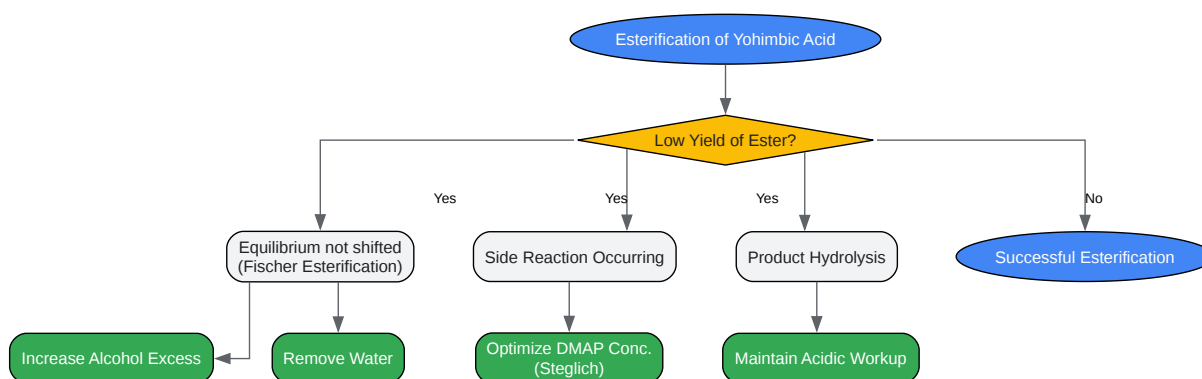 Esterification of Yohimbic Acid
Low Yield of Ester?
Yes
Yes
Yes
No
Equilibrium not shifted
(Fischer Esterification)
Side Reaction Occurring
Product Hydrolysis
Successful Esterification
Increase Alcohol Excess
Remove Water
Optimize DMAP Conc.
(Steglich)
Maintain Acidic Workup